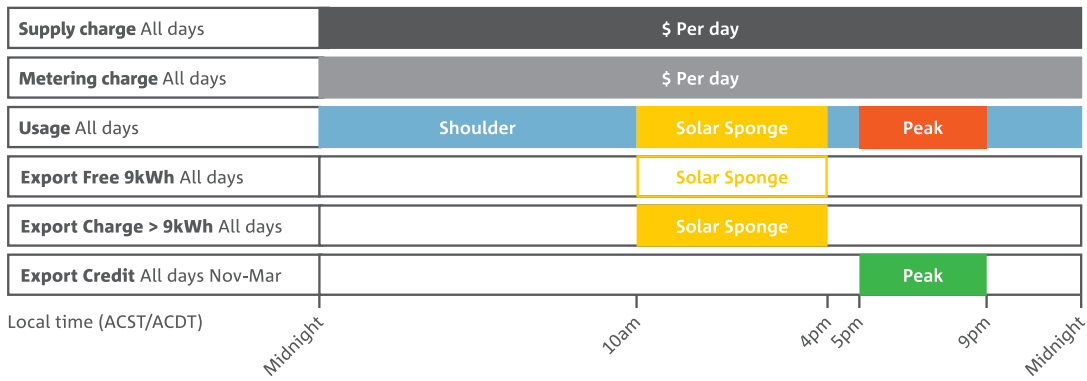 Supply charge All days $ Per day
Metering charge All days $ Per day
Usage All days Shoulder Solar Sponge Peak
Export Free 9kWh All days Solar Sponge
Export Charge > 9kWh All days Solar Sponge
Export Credit All days Nov-Mar Peak
Local time (ACST/ACDT) Midnight 10am 4pm 5pm 9pm Midnight